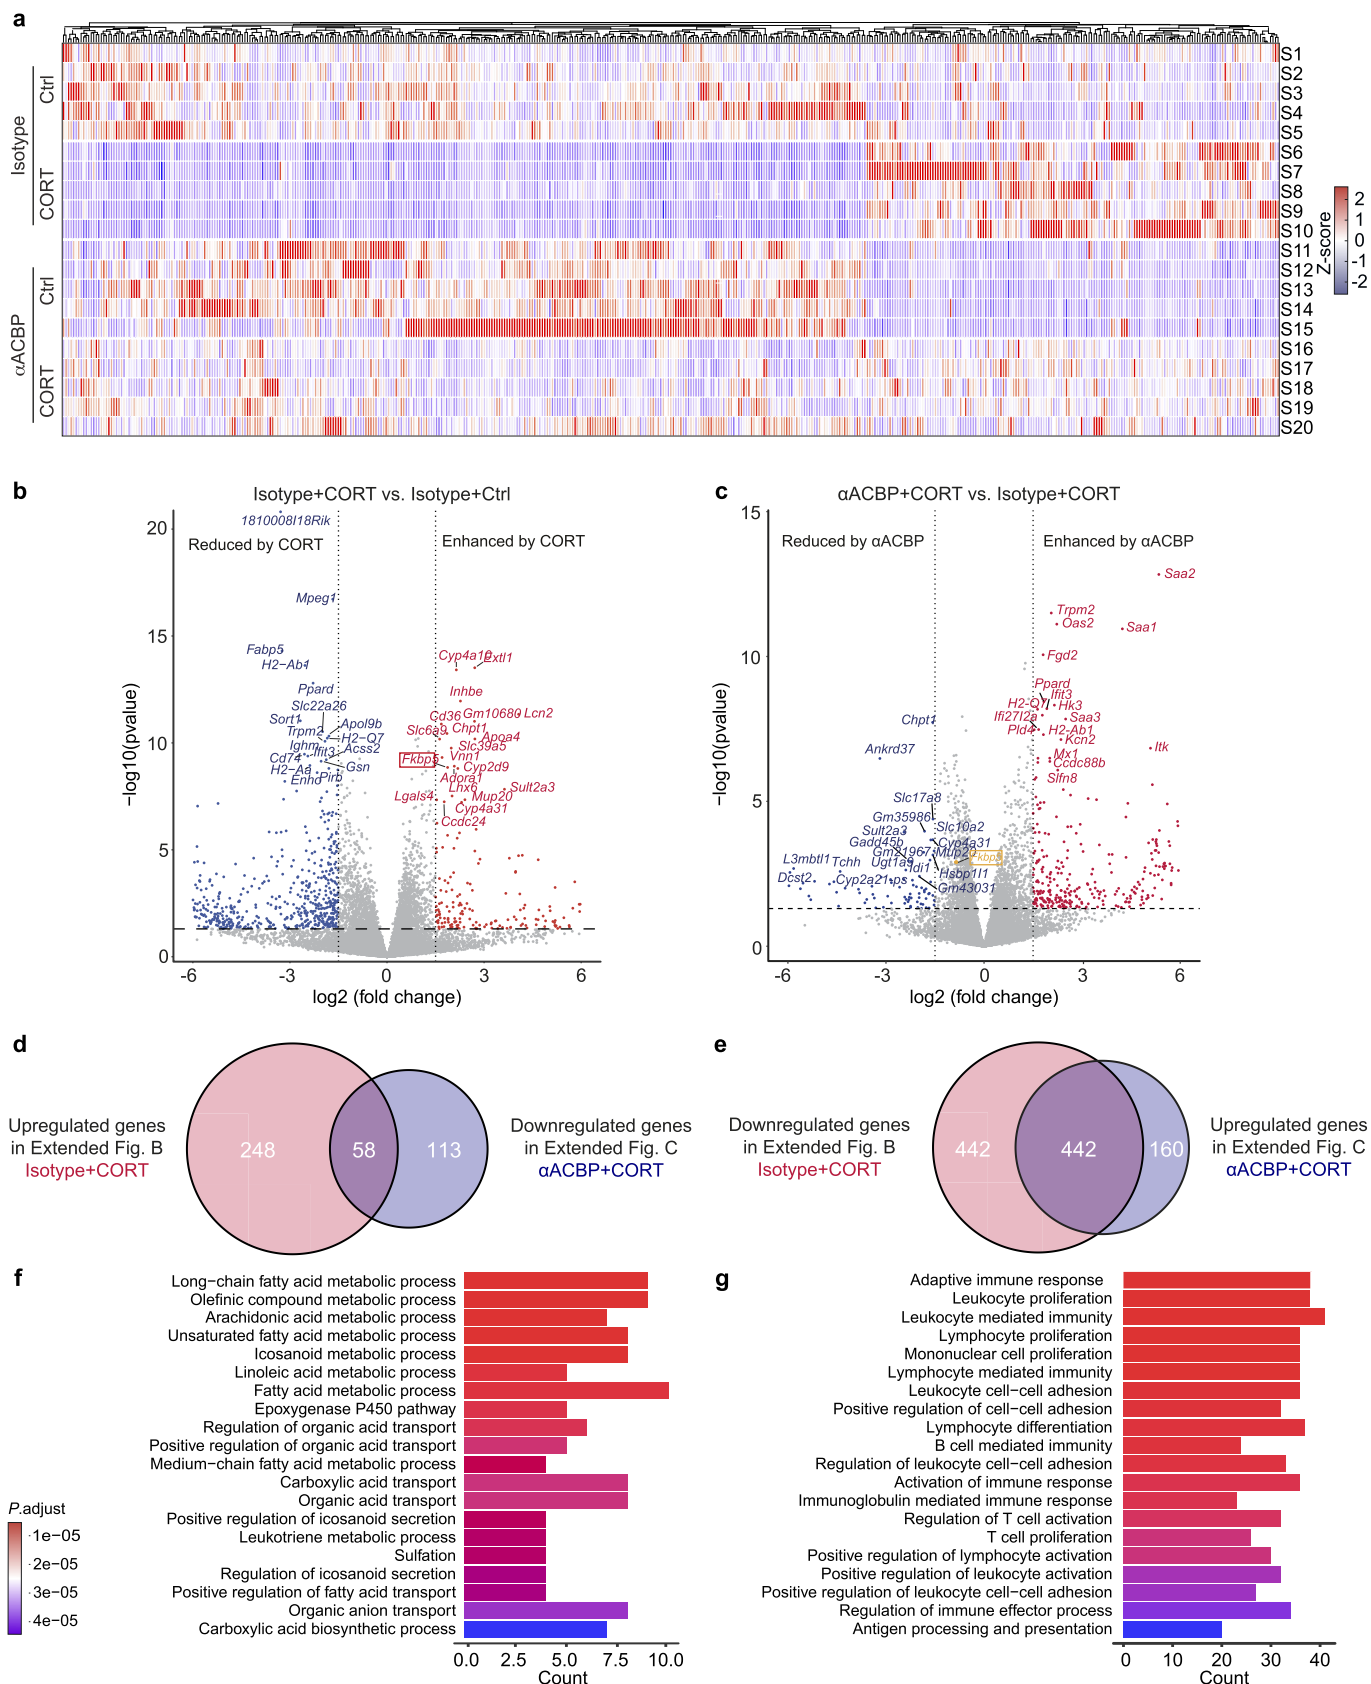 a
Isotype
αACBP
Ctrl
CORT
Ctrl
CORT
S1
S2
S3
S4
S5
S6
S7
S8
S9
S10
S11
S12
S13
S14
S15
S16
S17
S18
S19
S20
2
1
0
-1
-2
Z-score
b
Isotype+CORT vs. Isotype+Ctrl
Reduced by CORT
Enhanced by CORT
1810008I18Rik
Mpeg1
Fabp5
H2−Ab1
Ppard
Slc22a26
Sort1
Trpm2
Apol9b
H2−Q7
Ighm
Ifit3
Acss2
Cd74
H2−Aa
Gsn
Enho
Pirb
Cyp4a10
Extl1
Inhbe
Cd36
Gm10680
Lcn2
Slc6a9
Chpt1
Apoa4
Slc39a5
Fkbp5
Vnn1
Cyp2d9
Adora1
Lhx6
Sult2a3
Lgals4
Mup20
Cyp4a31
Ccdc24
20
15
10
5
0
−log10(pvalue)
-6
-3
0
3
6
log2 (fold change)
c
αACBP+CORT vs. Isotype+CORT
Reduced by αACBP
Enhanced by αACBP
Saa2
Trpm2
Oas2
Saa1
Fgd2
Ppard
Ifit3
H2−Q7
Hk3
Ifi27l2a
Saa3
Pld4
H2−Ab1
Kcn2
Itk
Mx1
Ccdc88b
Slfn8
Chpt1
Ankrd37
Slc17a8
Gm35986
Slc10a2
Sult2a3
Gadd45b
Cyp4a31
Gm21967
Mup20
Fkbp5
L3mbtl1
Tchh
Ugt1a9
Idi1
Hsbp1l1
Dcst2
Cyp2a21-ps
Gm43031
15
10
5
0
−log10(pvalue)
-6
-3
0
3
6
log2 (fold change)
d
Upregulated genes
in Extended Fig. B
Isotype+CORT
248
58
113
Downregulated genes
in Extended Fig. C
αACBP+CORT
e
Downregulated genes
in Extended Fig. B
Isotype+CORT
442
442
160
Upregulated genes
in Extended Fig. C
αACBP+CORT
f
Long−chain fatty acid metabolic process
Olefinic compound metabolic process
Arachidonic acid metabolic process
Unsaturated fatty acid metabolic process
Icosanoid metabolic process
Linoleic acid metabolic process
Fatty acid metabolic process
Epoxygenase P450 pathway
Regulation of organic acid transport
Positive regulation of organic acid transport
Medium−chain fatty acid metabolic process
Carboxylic acid transport
Organic acid transport
Positive regulation of icosanoid secretion
Leukotriene metabolic process
Sulfation
Regulation of icosanoid secretion
Positive regulation of fatty acid transport
Organic anion transport
Carboxylic acid biosynthetic process
0.0
2.5
5.0
7.5
10.0
Count
P.adjust
1e−05
2e−05
3e−05
4e−05
g
Adaptive immune response
Leukocyte proliferation
Leukocyte mediated immunity
Lymphocyte proliferation
Mononuclear cell proliferation
Lymphocyte mediated immunity
Leukocyte cell−cell adhesion
Positive regulation of cell−cell adhesion
Lymphocyte differentiation
B cell mediated immunity
Regulation of leukocyte cell−cell adhesion
Activation of immune response
Immunoglobulin mediated immune response
Regulation of T cell activation
T cell proliferation
Positive regulation of lymphocyte activation
Positive regulation of leukocyte activation
Positive regulation of leukocyte cell−cell adhesion
Regulation of immune effector process
Antigen processing and presentation
0
10
20
30
40
Count